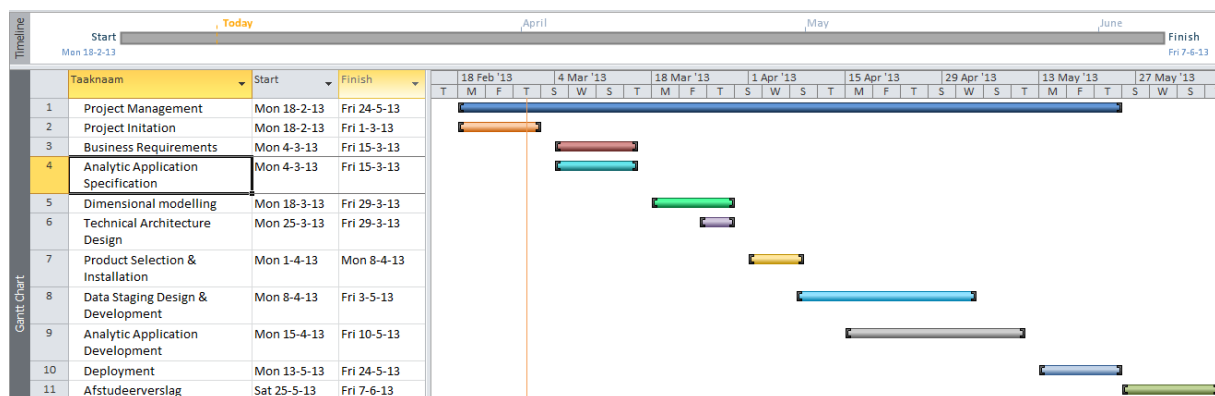 Timeline
, Today
April
May
June
Start
Finish
Mon 18-2-13
Fri 7-6-13
Gantt Chart
Taaknaam Start Finish
18 Feb '13 4 Mar '13 18 Mar '13 1 Apr '13 15 Apr '13 29 Apr '13 13 May '13 27 May '13
T M F T S W S T M F T S W S T M F T S W S T M F T S W S
1 Project Management Mon 18-2-13 Fri 24-5-13
2 Project Initation Mon 18-2-13 Fri 1-3-13
3 Business Requirements Mon 4-3-13 Fri 15-3-13
4 Analytic Application Mon 4-3-13 Fri 15-3-13
Specification
5 Dimensional modelling Mon 18-3-13 Fri 29-3-13
6 Technical Architecture Mon 25-3-13 Fri 29-3-13
Design
7 Product Selection & Mon 1-4-13 Mon 8-4-13
Installation
8 Data Staging Design & Mon 8-4-13 Fri 3-5-13
Development
9 Analytic Application Mon 15-4-13 Fri 10-5-13
Development
10 Deployment Mon 13-5-13 Fri 24-5-13
11 Afstudeerverslag Sat 25-5-13 Fri 7-6-13